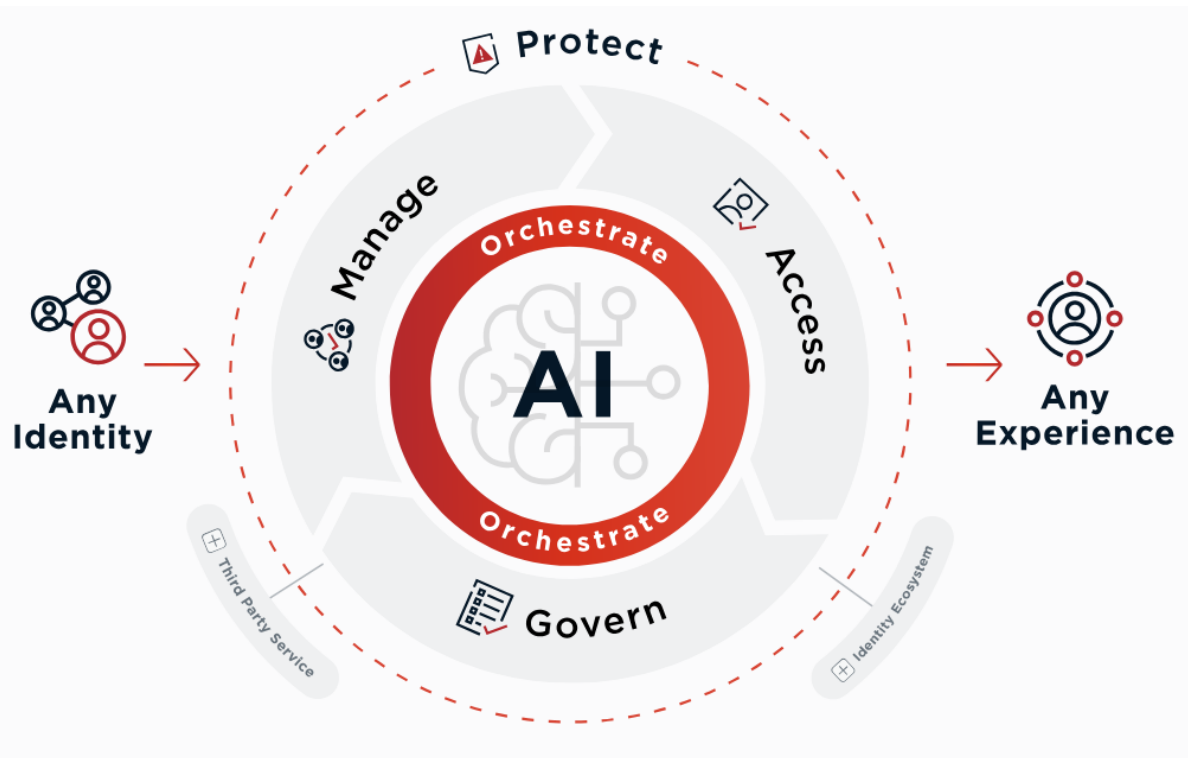 Protect
Manage
Access
Orchestrate
AI
Any
Identity
Any
Experience
Orchestrate
Govern
Third Party Service
Identity Ecosystem